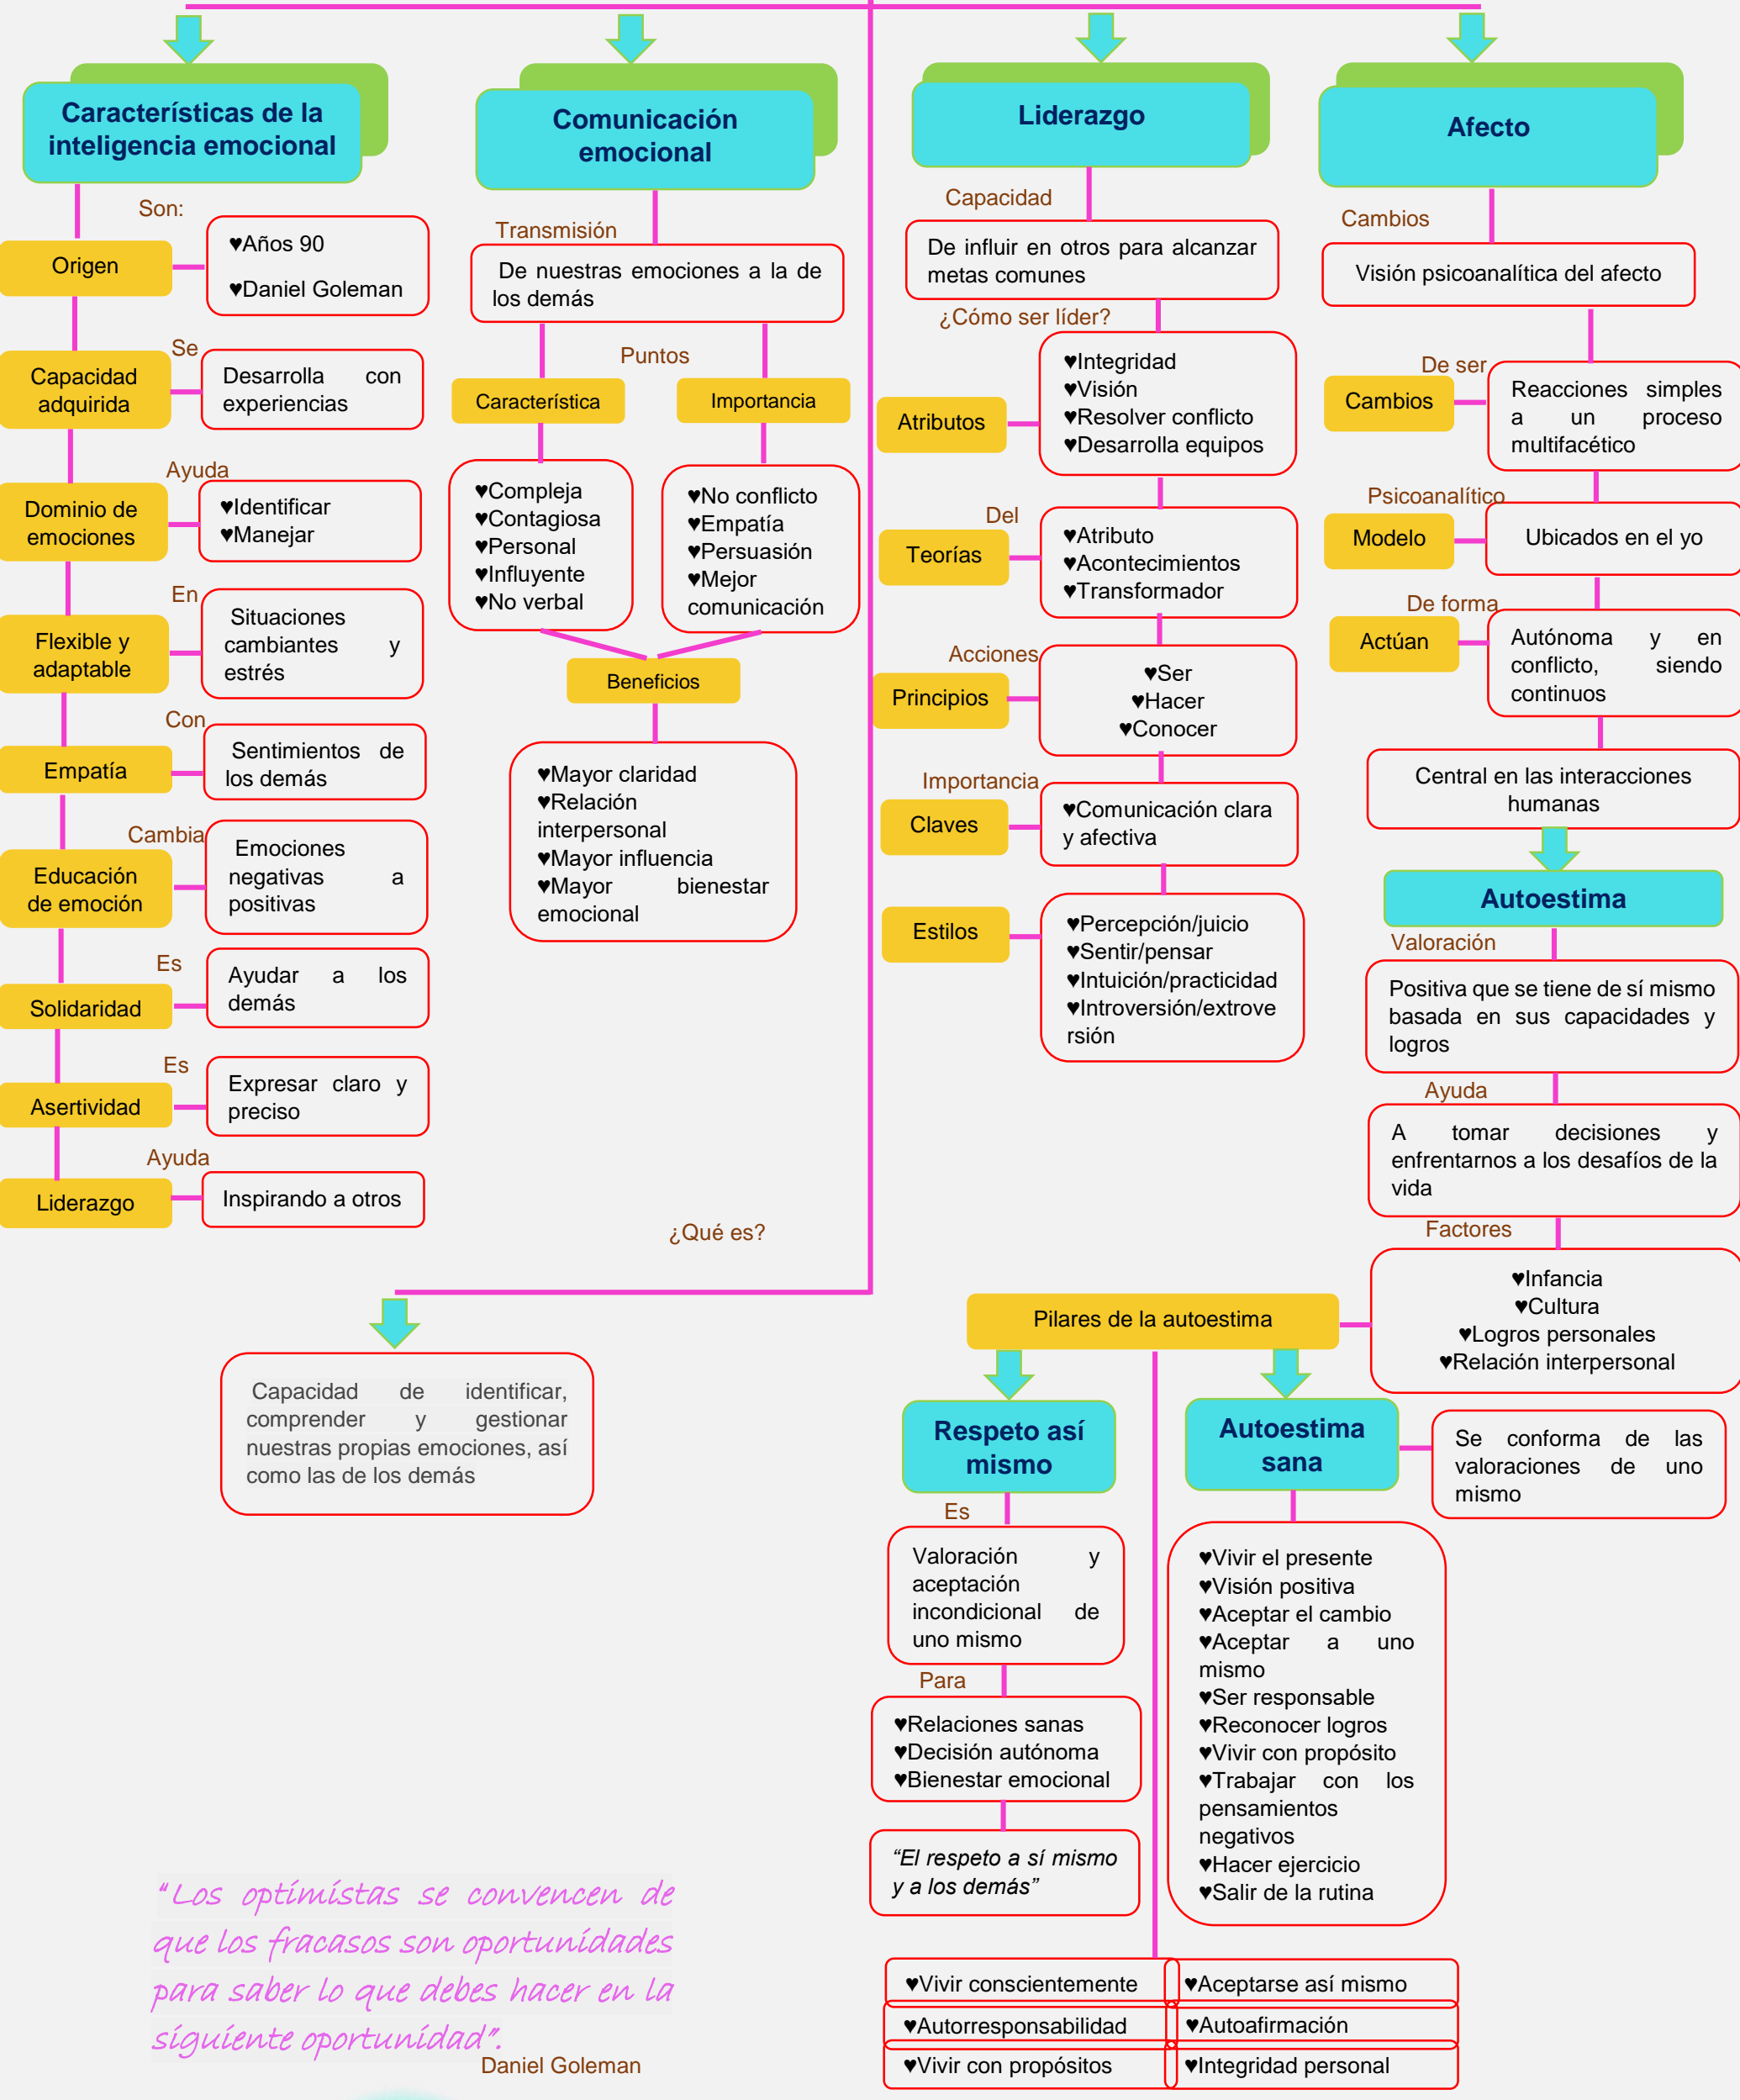 Características de la
inteligencia emocional
Son:
Origen
♥Años 90
♥Daniel Goleman
Se
Capacidad
adquirida
Desarrolla con
experiencias
Ayuda
Dominio de
emociones
♥Identificar
♥Manejar
En
Flexible y
adaptable
Situaciones
cambiantes y
estrés
Con
Empatía
Sentimientos de
los demás
Cambia
Educación
de emoción
Emociones
negativas a
positivas
Es
Solidaridad
Ayudar a los
demás
Es
Asertividad
Expresar claro y
preciso
Ayuda
Liderazgo
Inspirando a otros
Comunicación
emocional
Transmisión
De nuestras emociones a la de
los demás
Puntos
Característica
Importancia
♥Compleja
♥Contagiosa
♥Personal
♥Influyente
♥No verbal
♥No conflicto
♥Empatía
♥Persuasión
♥Mejor
comunicación
Beneficios
♥Mayor claridad
♥Relación
interpersonal
♥Mayor influencia
♥Mayor bienestar
emocional
Liderazgo
Capacidad
De influir en otros para alcanzar
metas comunes
¿Cómo ser líder?
Atributos
♥Integridad
♥Visión
♥Resolver conflicto
♥Desarrolla equipos
Del
Teorías
♥Atributo
♥Acontecimientos
♥Transformador
Acciones
Principios
♥Ser
♥Hacer
♥Conocer
Importancia
Claves
♥Comunicación clara
y afectiva
Estilos
♥Percepción/juicio
♥Sentir/pensar
♥Intuición/practicidad
♥Introversión/extrove
rsión
Afecto
Cambios
Visión psicoanalítica del afecto
De ser
Cambios
Reacciones simples
a un proceso
multifacético
Psicoanalítico
Modelo
Ubicados en el yo
De forma
Actúan
Autónoma y en
conflicto, siendo
continuos
Central en las interacciones
humanas
Autoestima
Valoración
Positiva que se tiene de sí mismo
basada en sus capacidades y
logros
Ayuda
A tomar decisiones y
enfrentarnos a los desafíos de la
vida
Factores
♥Infancia
♥Cultura
♥Logros personales
♥Relación interpersonal
¿Qué es?
Capacidad de identificar,
comprender y gestionar
nuestras propias emociones, así
como las de los demás
Pilares de la autoestima
Respeto así
mismo
Es
Valoración y
aceptación
incondicional de
uno mismo
Para
♥Relaciones sanas
♥Decisión autónoma
♥Bienestar emocional
“El respeto a sí mismo
y a los demás”
Autoestima
sana
Se conforma de las
valoraciones de uno
mismo
♥Vivir el presente
♥Visión positiva
♥Aceptar el cambio
♥Aceptar a uno
mismo
♥Ser responsable
♥Reconocer logros
♥Vivir con propósito
♥Trabajar con los
pensamientos
negativos
♥Hacer ejercicio
♥Salir de la rutina
♥Vivir conscientemente
♥Aceptarse así mismo
♥Autorresponsabilidad
♥Autoafirmación
♥Vivir con propósitos
♥Integridad personal
“Los optimistas se convencen de
que los fracasos son oportunidades
para saber lo que debes hacer en la
siguiente oportunidad”.
Daniel Goleman